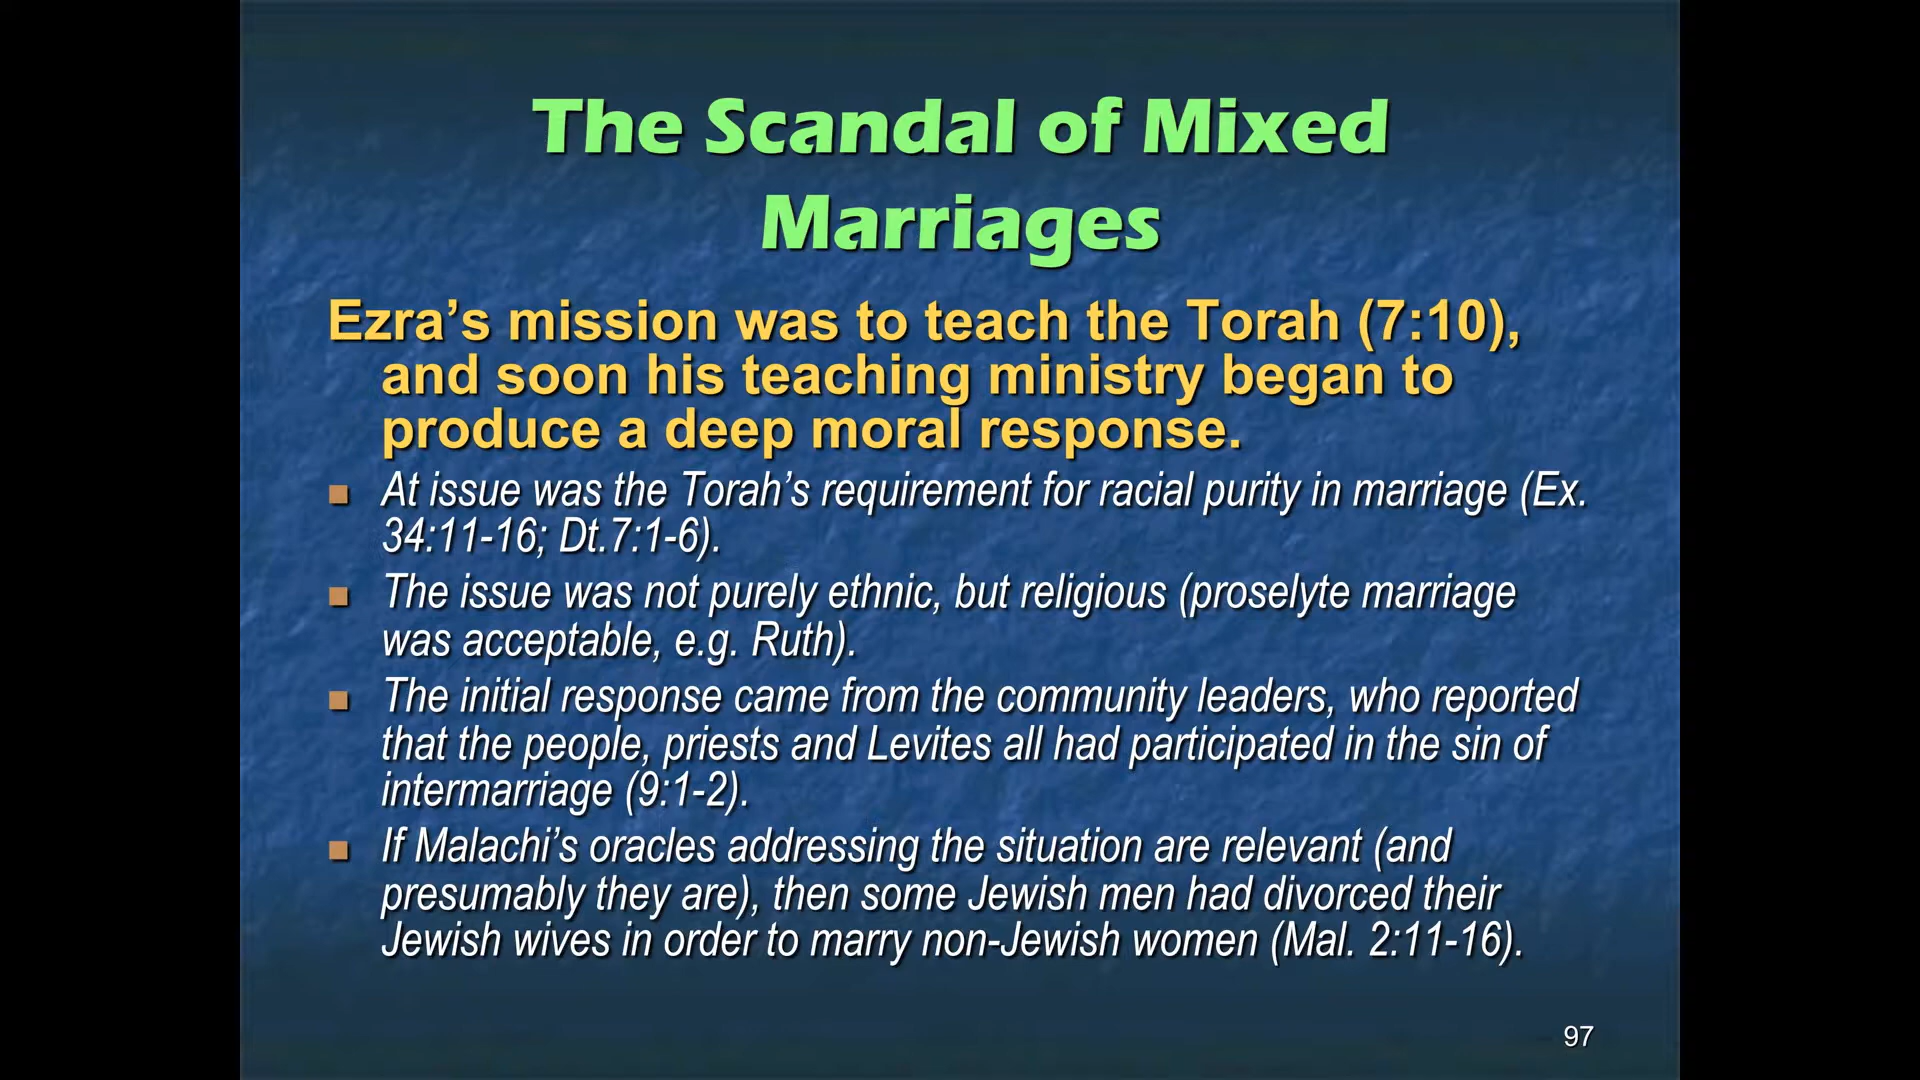 The Scandal of Mixed
Marriages
Ezra’s mission was to teach the Torah (7:10),
and soon his teaching ministry began to
produce a deep moral response.
At issue was the Torah’s requirement for racial purity in marriage (Ex.
34:11-16; Dt.7:1-6).
The issue was not purely ethnic, but religious (proselyte marriage
was acceptable, e.g. Ruth).
The initial response came from the community leaders, who reported
that the people, priests and Levites all had participated in the sin of
intermarriage (9:1-2).
If Malachi’s oracles addressing the situation are relevant (and
presumably they are), then some Jewish men had divorced their
Jewish wives in order to marry non-Jewish women (Mal. 2:11-16).
97